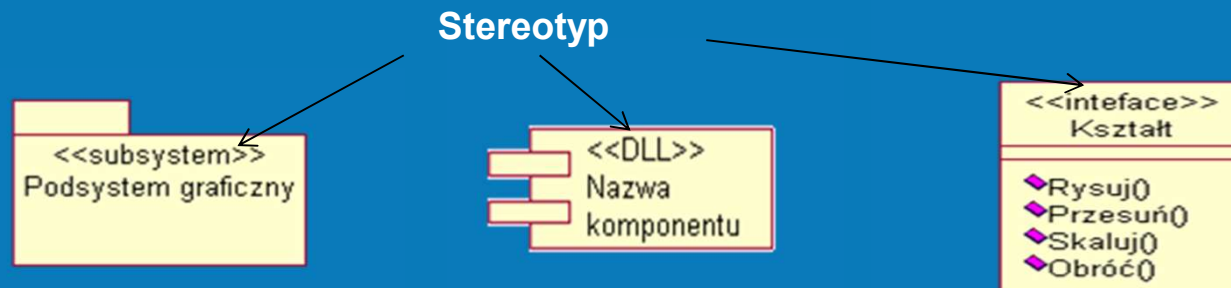 Stereotyp
<<subsystem>>
Podsystem graficzny
<<DLL>>
Nazwa
komponentu
<<inteface>>
Kształt
Rysuj()
Przesuń()
Skaluj()
Obróć()